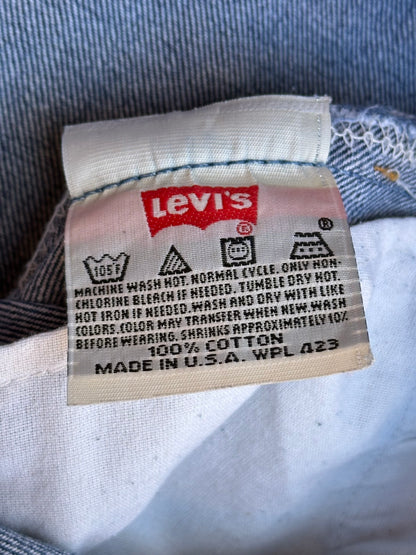 Levi's
®
105°
®
MACHINE WASH HOT. NORMAL CYCLE. ONLY NON-
CHLORINE BLEACH IF NEEDED. TUMBLE DRY HOT.
HOT IRON IF NEEDED. WASH AND DRY WITH LIKE
COLORS. COLOR MAY TRANSFER WHEN NEW. WASH
BEFORE WEARING. SHRINKS APPROXIMATELY 10%
100% COTTON
MADE IN U.S.A. WPL 423